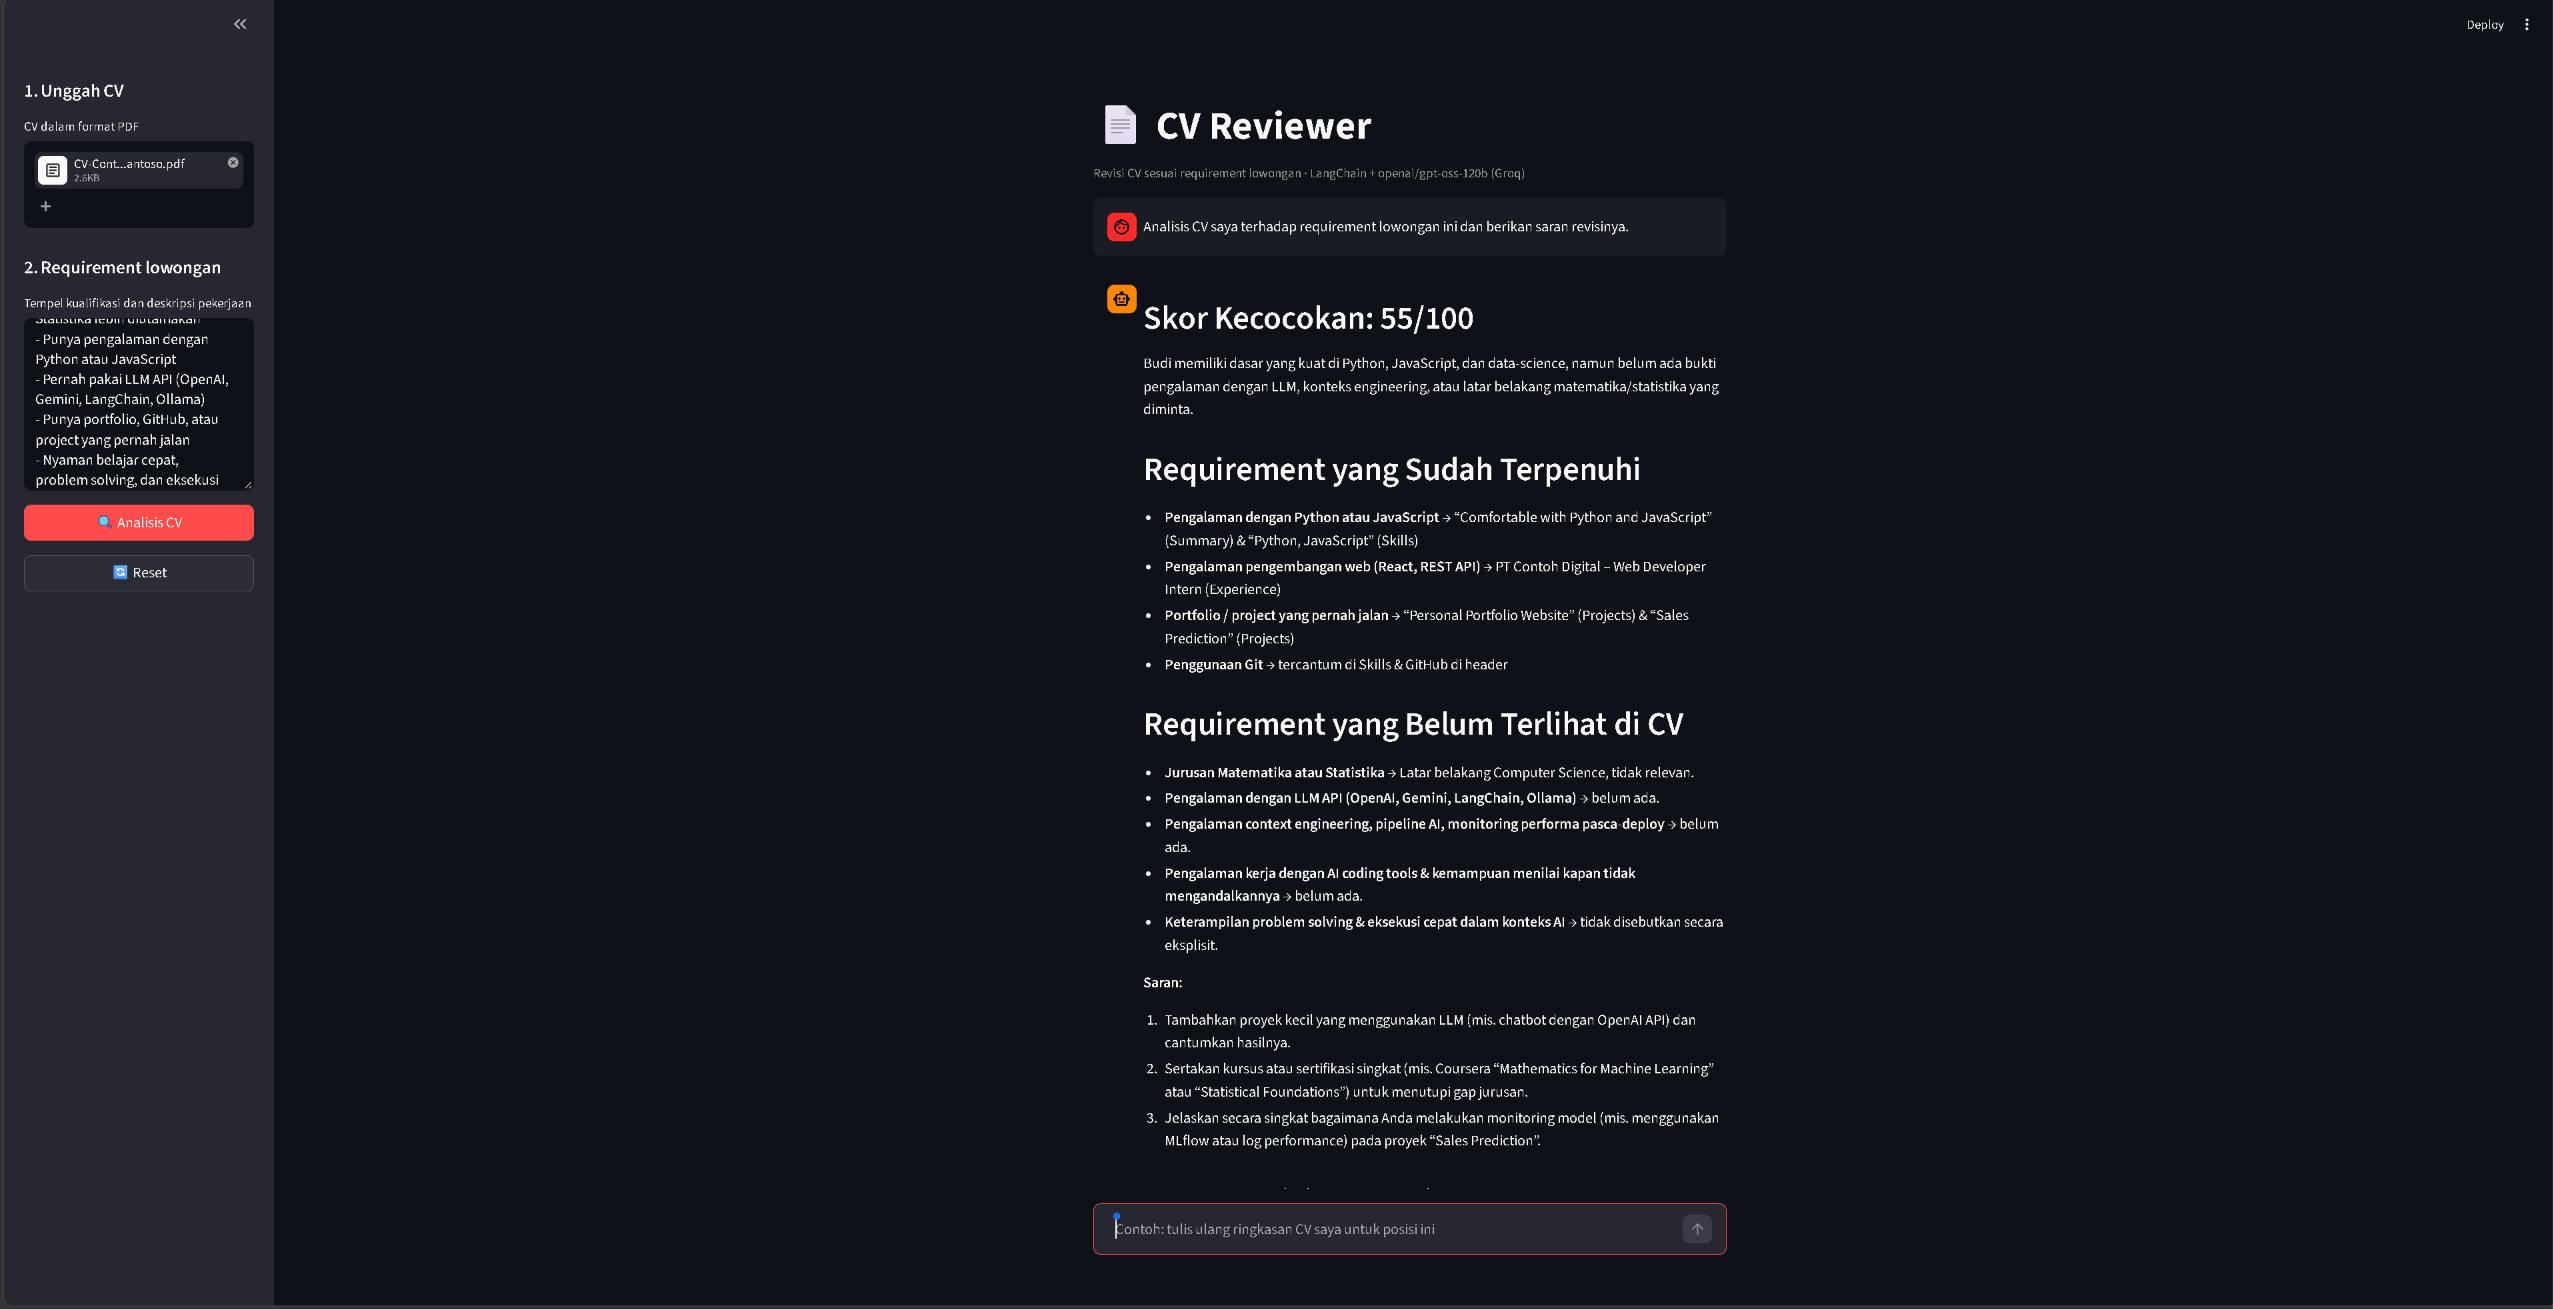 Deploy
1. Unggah CV
CV dalam format PDF
CV-Cont...antoso.pdf
2.6KB
2. Requirement lowongan
Tempel kualifikasi dan deskripsi pekerjaan
Statistika lebih diutamakan
- Punya pengalaman dengan
Python atau JavaScript
- Pernah pakai LLM API (OpenAI,
Gemini, LangChain, Ollama)
- Punya portfolio, GitHub, atau
project yang pernah jalan
- Nyaman belajar cepat,
problem solving, dan eksekusi
Analisis CV
Reset
CV Reviewer
Revisi CV sesuai requirement lowongan · LangChain + openai/gpt-oss-120b (Groq)
Analisis CV saya terhadap requirement lowongan ini dan berikan saran revisinya.
Skor Kecocokan: 55/100
Budi memiliki dasar yang kuat di Python, JavaScript, dan data-science, namun belum ada bukti
pengalaman dengan LLM, konteks engineering, atau latar belakang matematika/statistika yang
diminta.
Requirement yang Sudah Terpenuhi
• Pengalaman dengan Python atau JavaScript → “Comfortable with Python and JavaScript”
(Summary) & “Python, JavaScript” (Skills)
• Pengalaman pengembangan web (React, REST API) → PT Contoh Digital – Web Developer
Intern (Experience)
• Portfolio / project yang pernah jalan → “Personal Portfolio Website” (Projects) & “Sales
Prediction” (Projects)
• Penggunaan Git → tercantum di Skills & GitHub di header
Requirement yang Belum Terlihat di CV
• Jurusan Matematika atau Statistika → Latar belakang Computer Science, tidak relevan.
• Pengalaman dengan LLM API (OpenAI, Gemini, LangChain, Ollama) → belum ada.
• Pengalaman context engineering, pipeline AI, monitoring performa pasca-deploy → belum
ada.
• Pengalaman kerja dengan AI coding tools & kemampuan menilai kapan tidak
mengandalkannya → belum ada.
• Keterampilan problem solving & eksekusi cepat dalam konteks AI → tidak disebutkan secara
eksplisit.
Saran:
1. Tambahkan proyek kecil yang menggunakan LLM (mis. chatbot dengan OpenAI API) dan
cantumkan hasilnya.
2. Sertakan kursus atau sertifikasi singkat (mis. Coursera “Mathematics for Machine Learning”
atau “Statistical Foundations”) untuk menutupi gap jurusan.
3. Jelaskan secara singkat bagaimana Anda melakukan monitoring model (mis. menggunakan
MLflow atau log performance) pada proyek “Sales Prediction”.
Contoh: tulis ulang ringkasan CV saya untuk posisi ini